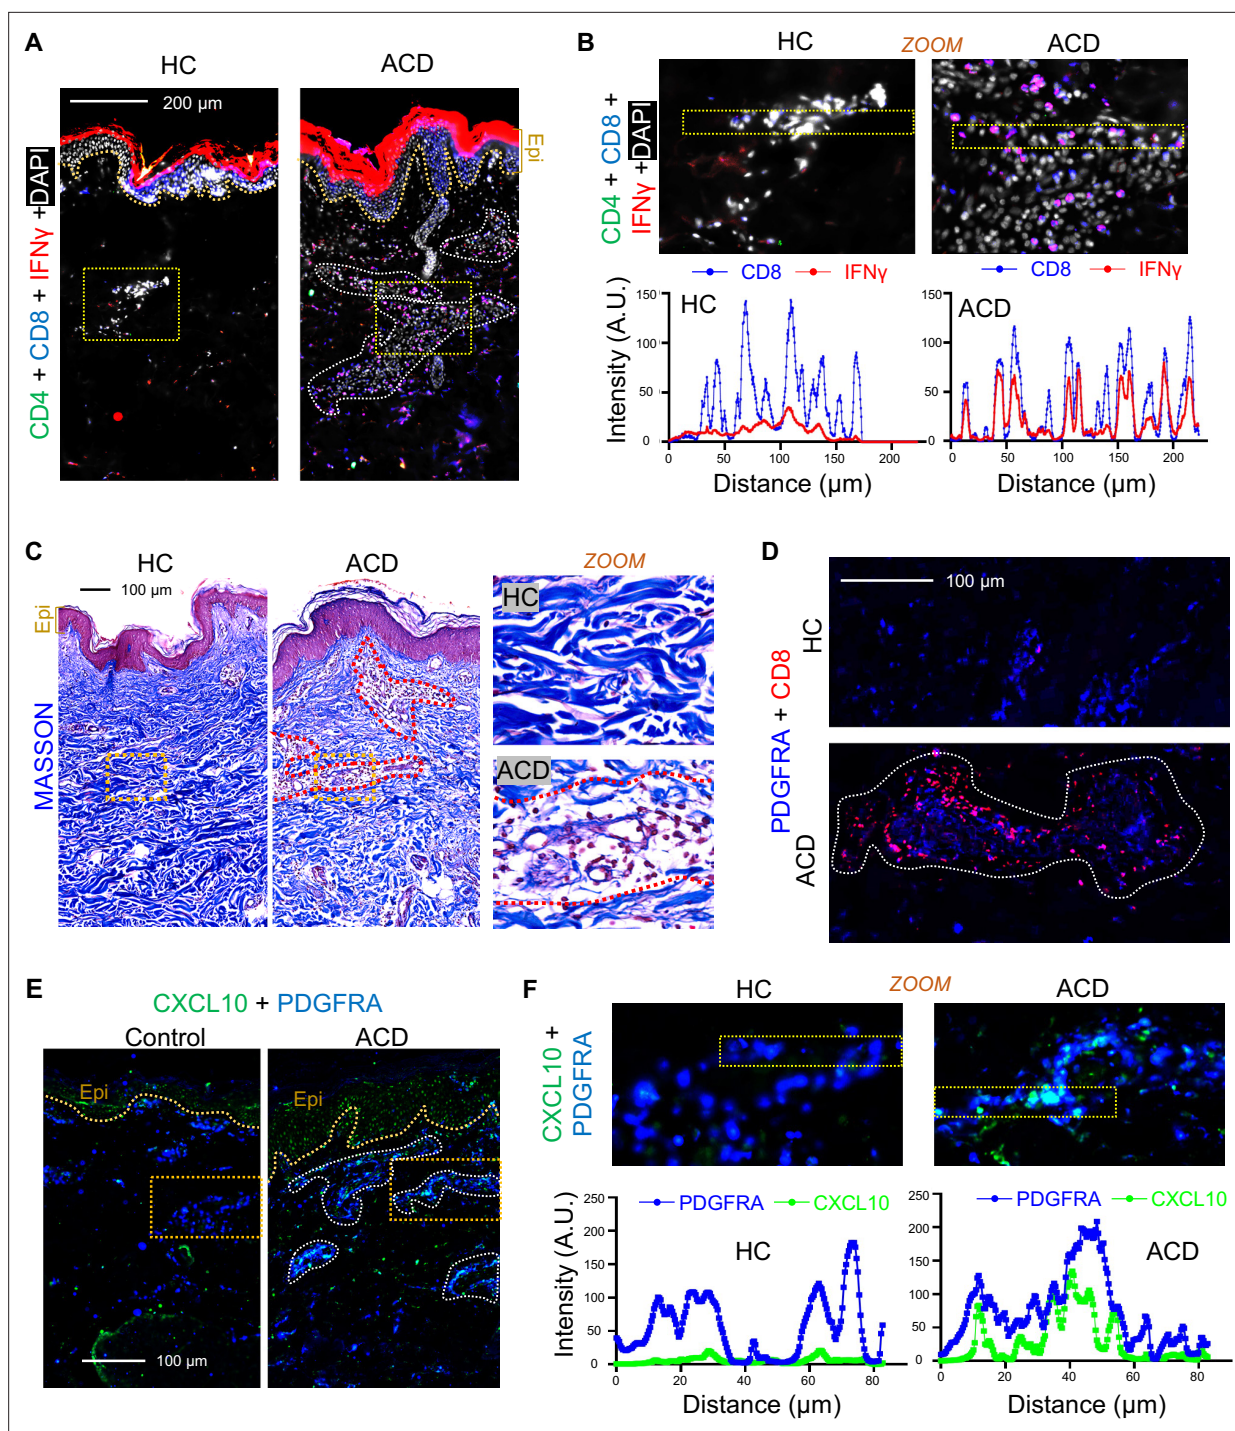 A
HC
ACD
200 µm
Epi
CD4 + CD8 + IFNγ +DAPI
B
HC
ZOOM
ACD
CD4 + CD8 +
IFNγ +DAPI
CD8 IFNγ
CD8 IFNγ
Intensity (A.U.)
150
100
50
0
HC
0 50 100 150 200
Distance (µm)
150
100
50
0
ACD
0 50 100 150 200
Distance (µm)
C
HC
ACD
ZOOM
100 µm
Epi
MASSON
HC
ACD
D
100 µm
HC
ACD
PDGFRA + CD8
E
CXCL10 + PDGFRA
Control
ACD
Epi
Epi
100 µm
F
HC
ZOOM
ACD
CXCL10 +
PDGFRA
Intensity (A.U.)
250
200
150
100
50
0
PDGFRA CXCL10
HC
0 20 40 60 80
Distance (µm)
250
200
150
100
50
0
PDGFRA CXCL10
ACD
0 20 40 60 80
Distance (µm)